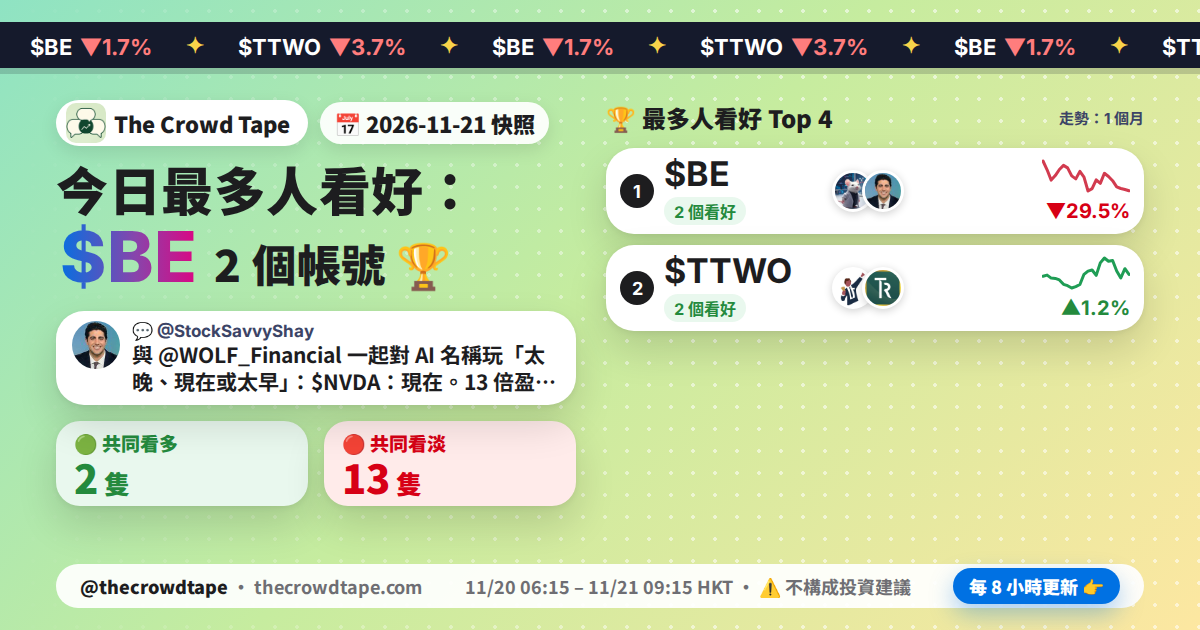 $BE ▼1.7% ✦ $TTWO ▼3.7% ✦ $BE ▼1.7% ✦ $TTWO ▼3.7% ✦ $BE ▼1.7% ✦ $TT
The Crowd Tape
2026-11-21 快照
今日最多人看好：
$BE 2 個帳號 🏆
💬 @StockSavvyShay
與 @WOLF_Financial 一起對 AI 名稱玩「太
晚、現在或太早」：$NVDA：現在。13 倍盈…
🟢 共同看多
2 隻
🔴 共同看淡
13 隻
🏆 最多人看好 Top 4
走勢：1個月
1
$BE
2 個看好
▼29.5%
2
$TTWO
2 個看好
TR
▲1.2%
@thecrowdtape • thecrowdtape.com
11/20 06:15 – 11/21 09:15 HKT • ⚠️ 不構成投資建議
每 8 小時更新 👉